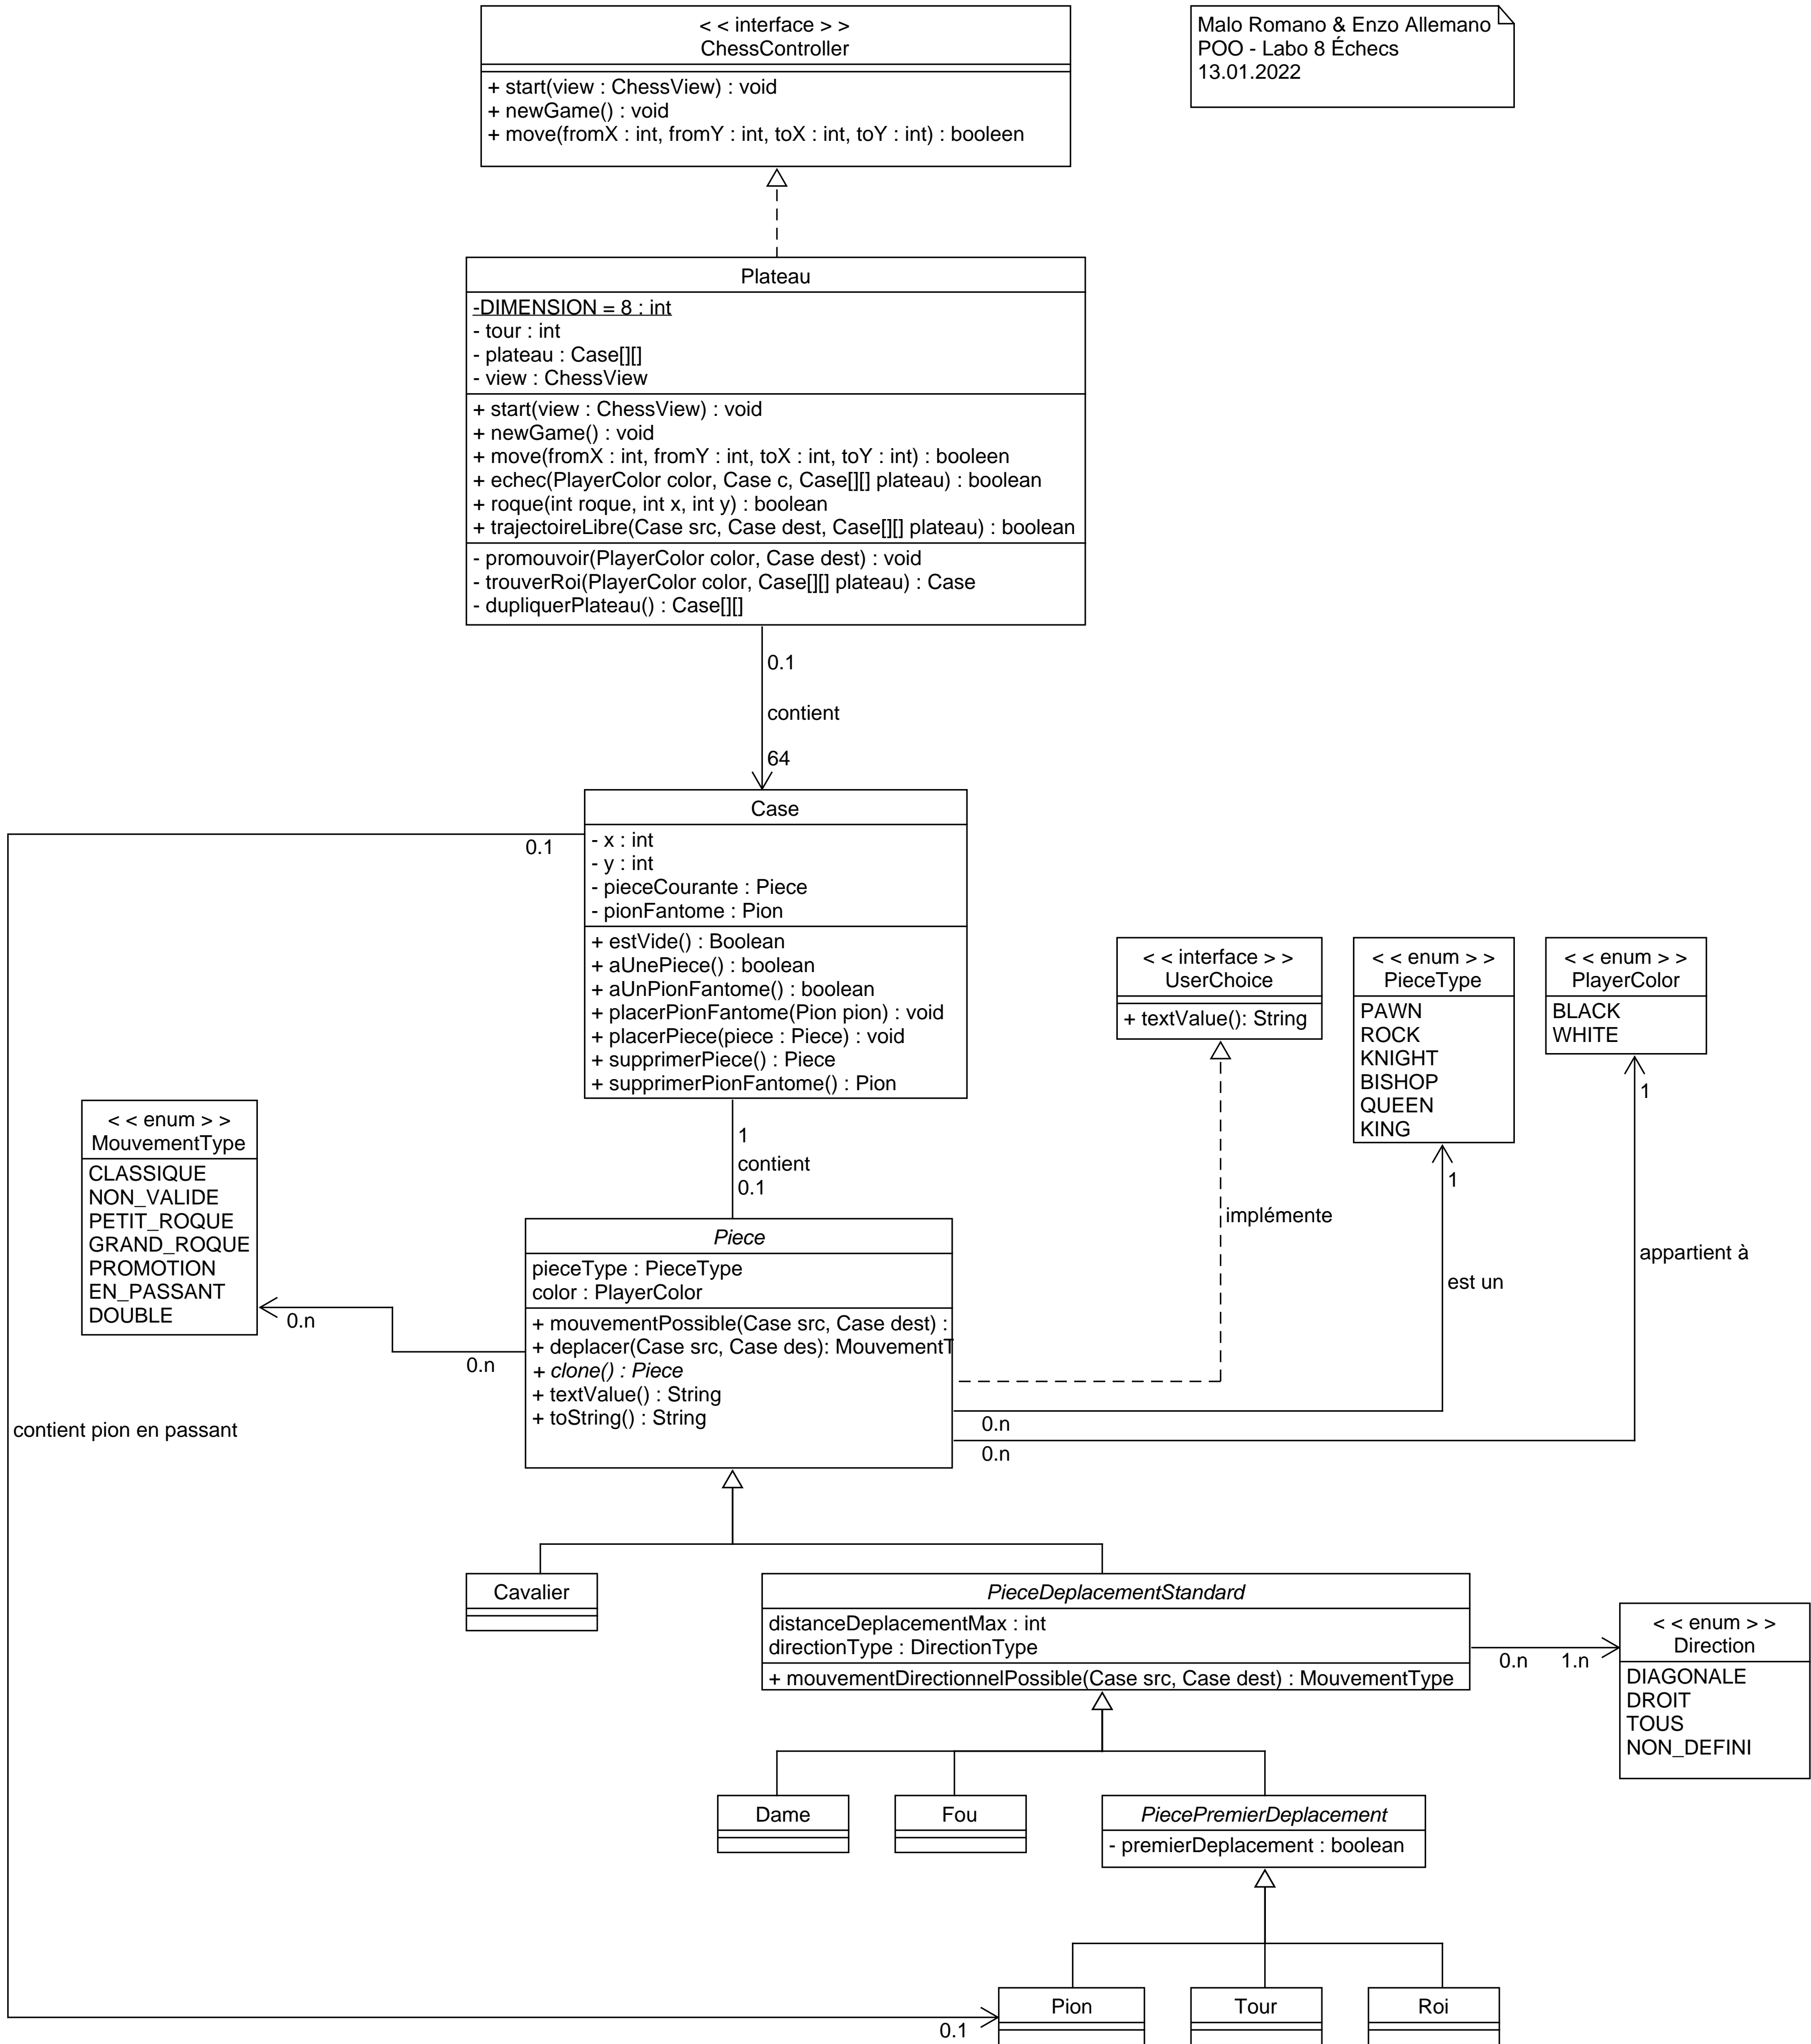 < < interface > >
ChessController
+ start(view : ChessView) : void
+ newGame() : void
+ move(fromX : int, fromY : int, toX : int, toY : int) : booleen
Malo Romano & Enzo Allemano
POO - Labo 8 Échecs
13.01.2022
Plateau
-DIMENSION = 8 : int
- tour : int
- plateau : Case[][]
- view : ChessView
+ start(view : ChessView) : void
+ newGame() : void
+ move(fromX : int, fromY : int, toX : int, toY : int) : booleen
+ echec(PlayerColor color, Case c, Case[][] plateau) : boolean
+ roque(int roque, int x, int y) : boolean
+ trajectoireLibre(Case src, Case dest, Case[][] plateau) : boolean
- promouvoir(PlayerColor color, Case dest) : void
- trouverRoi(PlayerColor color, Case[][] plateau) : Case
- dupliquerPlateau() : Case[][]
0.1
contient
64
Case
- x : int
- y : int
- pieceCourante : Piece
- pionFantome : Pion
+ estVide() : Boolean
+ aUnePiece() : boolean
+ aUnPionFantome() : boolean
+ placerPionFantome(Pion pion) : void
+ placerPiece(piece : Piece) : void
+ supprimerPiece() : Piece
+ supprimerPionFantome() : Pion
0.1
< < interface > >
UserChoice
+ textValue(): String
< < enum > >
PieceType
PAWN
ROCK
KNIGHT
BISHOP
QUEEN
KING
< < enum > >
PlayerColor
BLACK
WHITE
< < enum > >
MouvementType
CLASSIQUE
NON_VALIDE
PETIT_ROQUE
GRAND_ROQUE
PROMOTION
EN_PASSANT
DOUBLE
1
contient
0.1
1
1
implémente
est un
appartient à
Piece
pieceType : PieceType
color : PlayerColor
+ mouvementPossible(Case src, Case dest) :
+ deplacer(Case src, Case des): MouvementT
+ clone() : Piece
+ textValue() : String
+ toString() : String
0.n
0.n
0.n
0.n
contient pion en passant
Cavalier
PieceDeplacementStandard
distanceDeplacementMax : int
directionType : DirectionType
+ mouvementDirectionnelPossible(Case src, Case dest) : MouvementType
0.n
1.n
< < enum > >
Direction
DIAGONALE
DROIT
TOUS
NON_DEFINI
Dame
Fou
PiecePremierDeplacement
- premierDeplacement : boolean
Pion
Tour
Roi
0.1